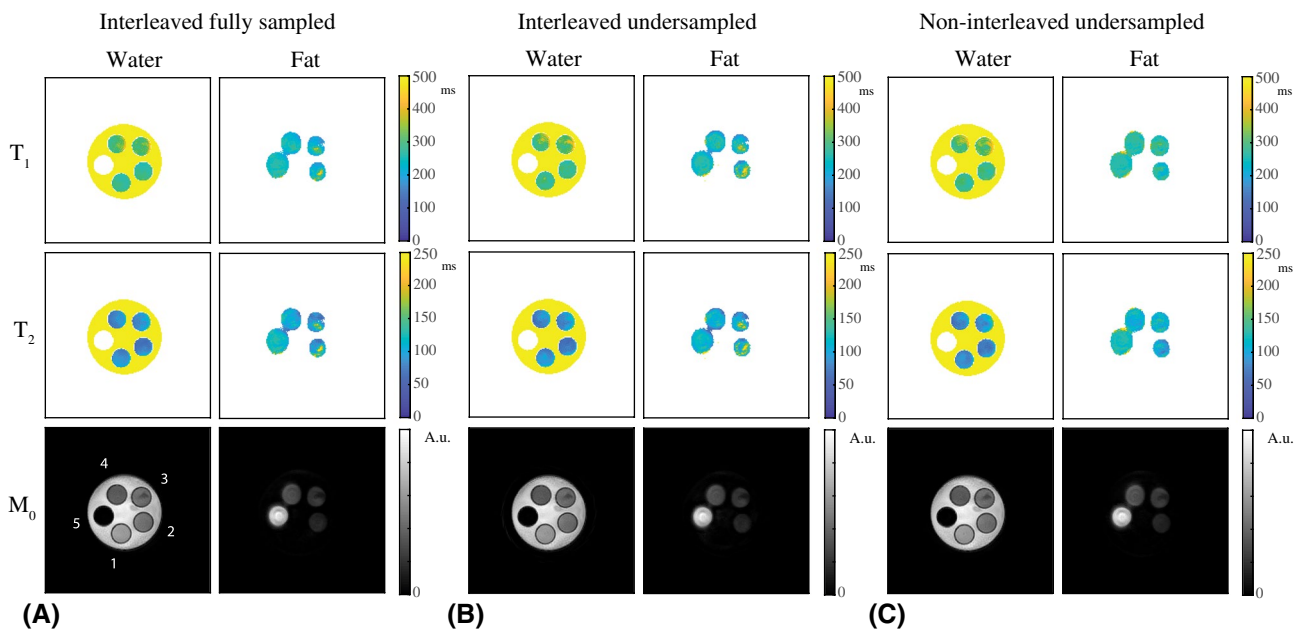 Interleaved fully sampled
Interleaved undersampled
Non-interleaved undersampled
Water Fat Water Fat Water Fat
T1
500 ms 400 300 200 100 0
500 ms 400 300 200 100 0
500 ms 400 300 200 100 0
T2
250 ms 200 150 100 50 0
250 ms 200 150 100 50 0
250 ms 200 150 100 50 0
M0
4 3 5 2 1
A.u. 0
A.u. 0
A.u. 0
(A) (B) (C)